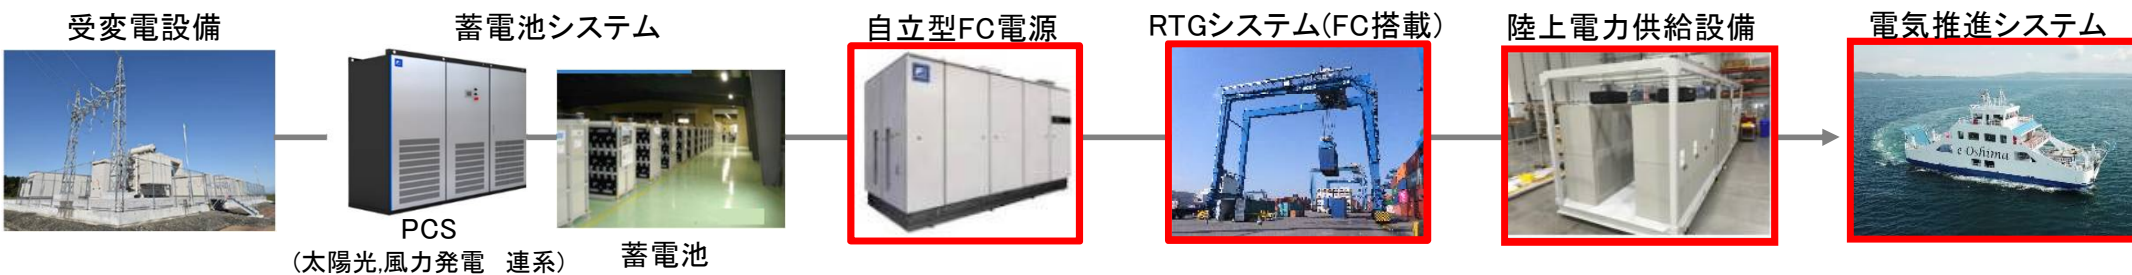 受変電設備
蓄電池システム
自立型FC電源
RTGシステム(FC搭載)
陸上電力供給設備
電気推進システム
PCS
(太陽光,風力発電　連系)
蓄電池
e-Oshima